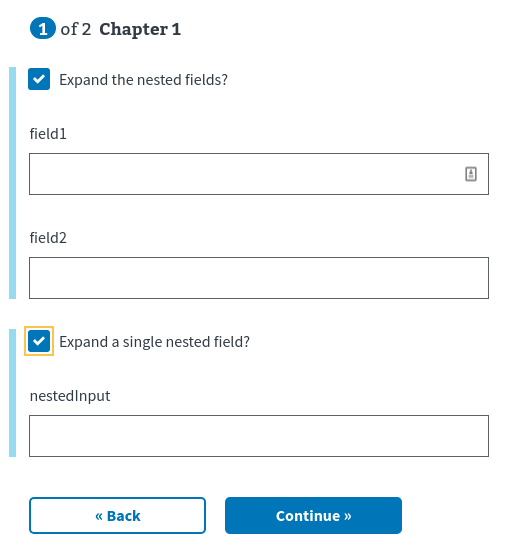 1 of 2 Chapter 1
Expand the nested fields?
field1
field2
Expand a single nested field?
nestedInput
« Back
Continue »